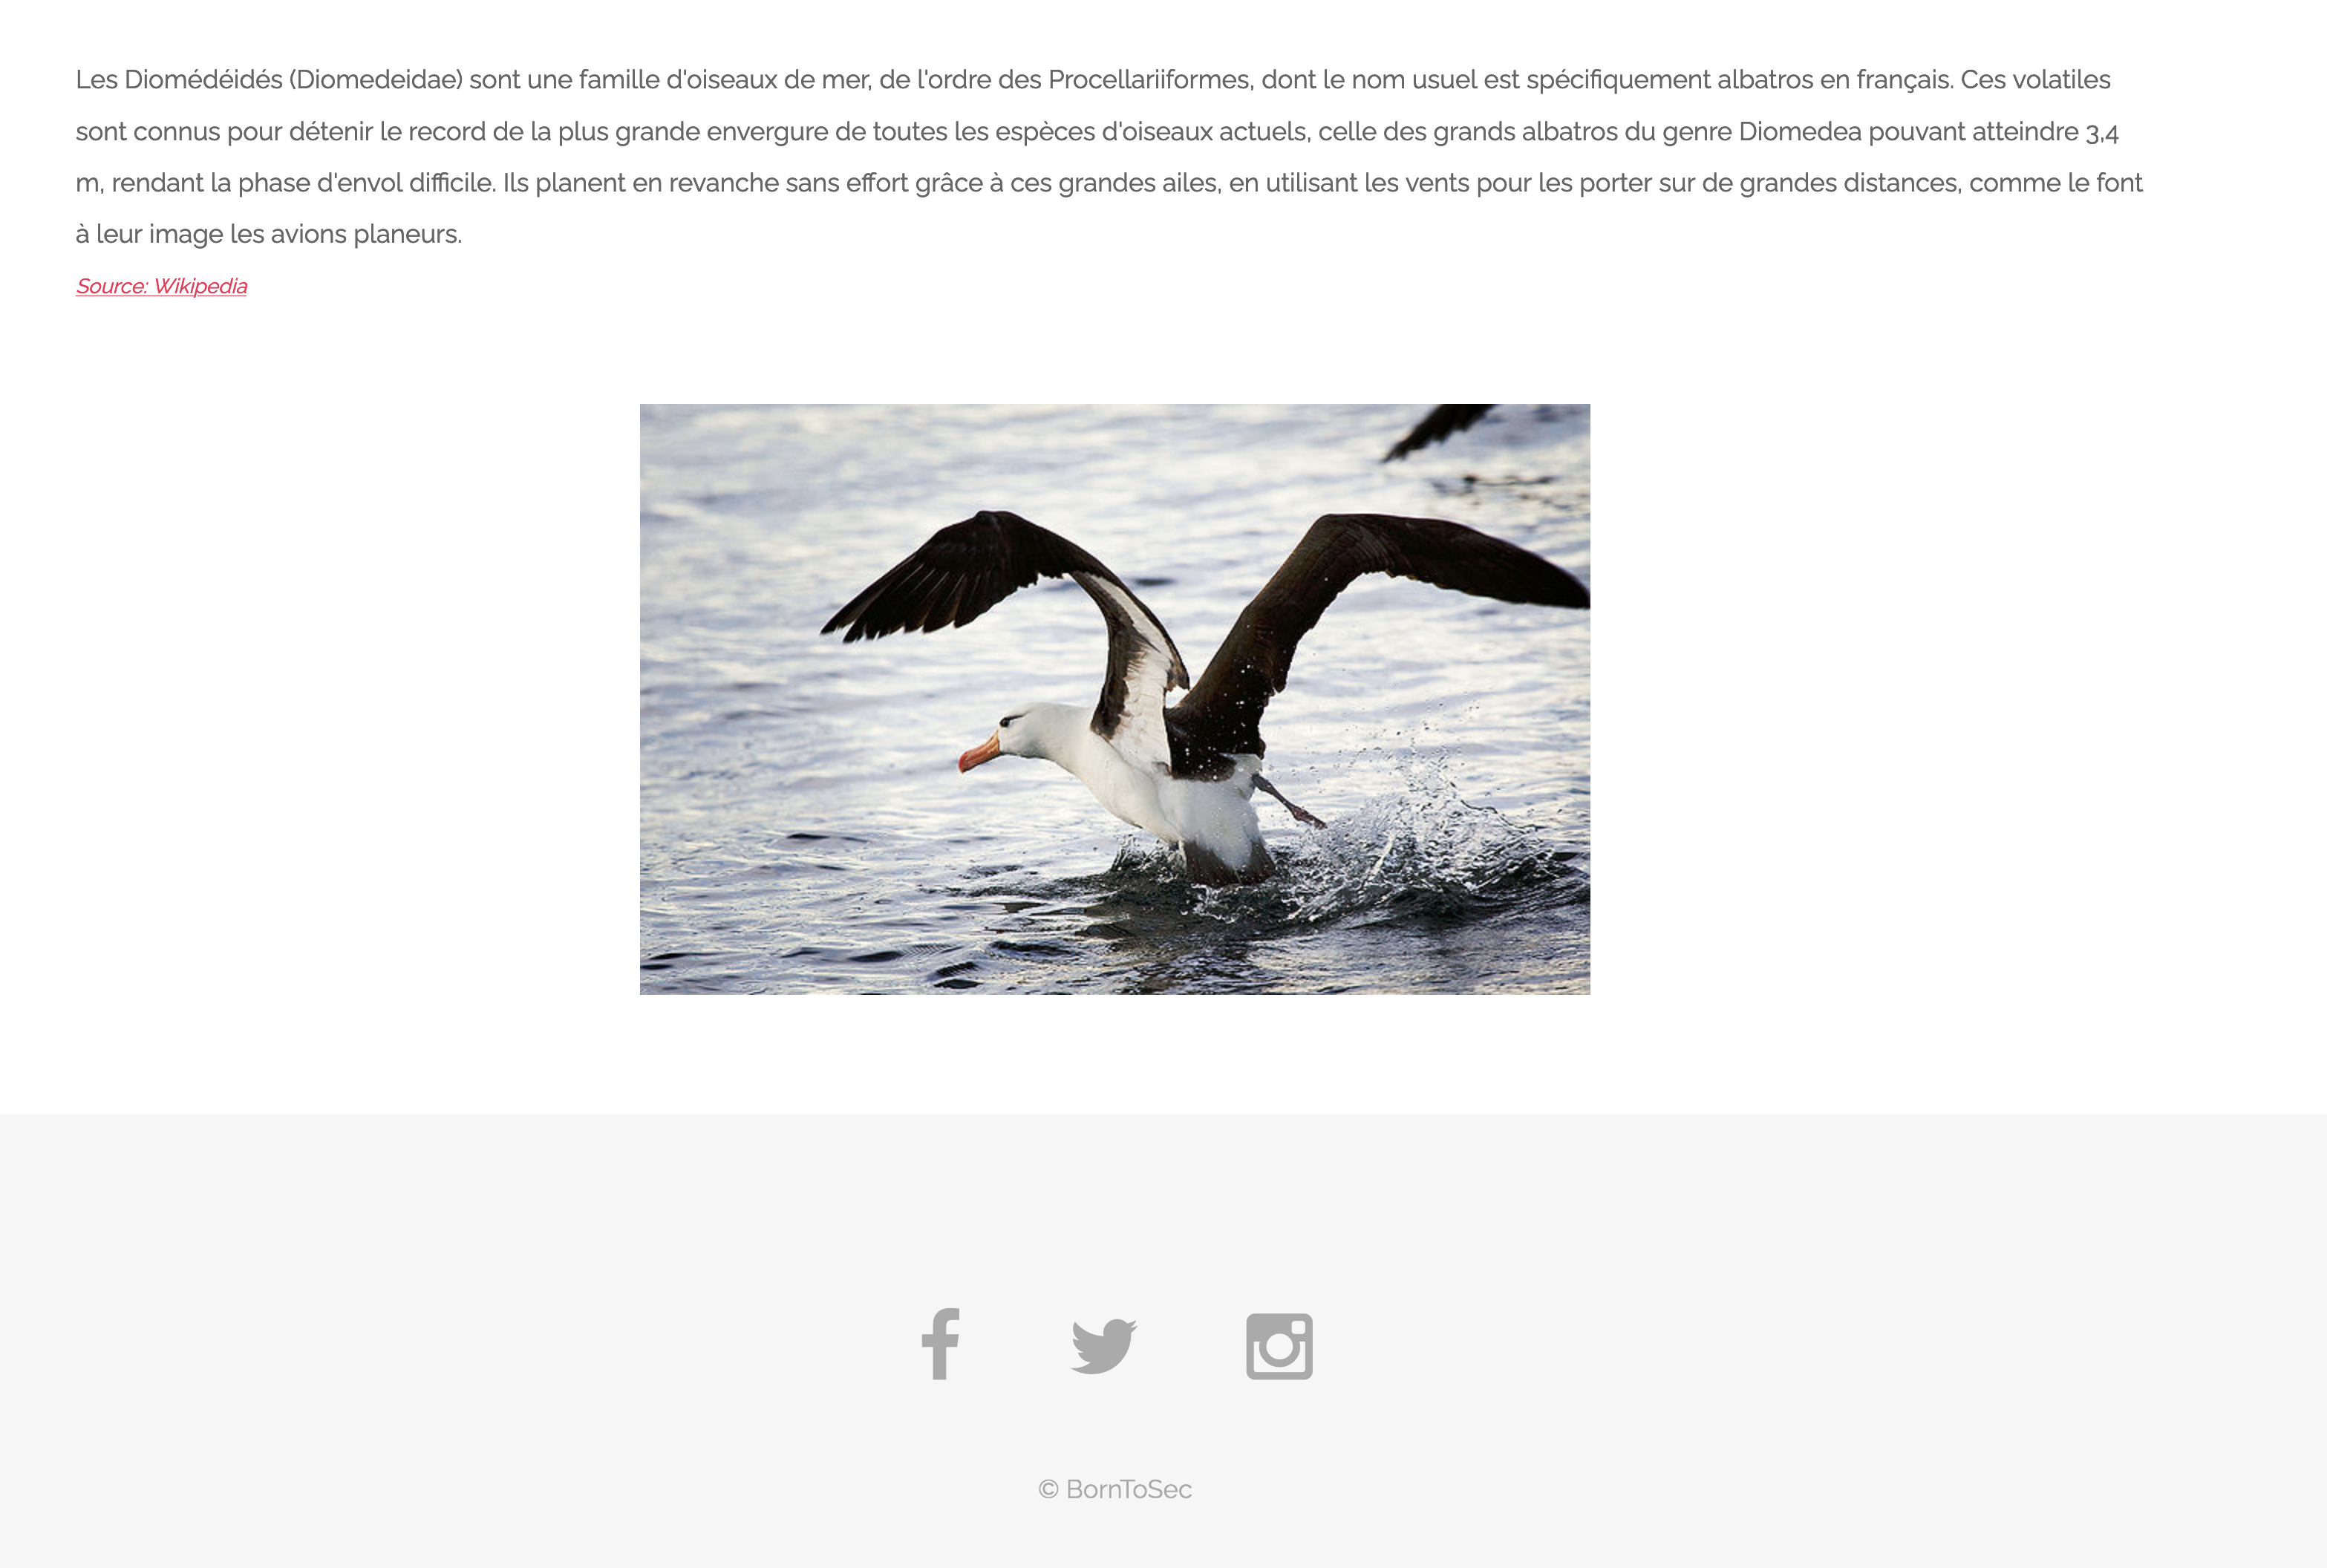 Les Diomédéidés (Diomedeidae) sont une famille d'oiseaux de mer, de l'ordre des Procellariiformes, dont le nom usuel est spécifiquement albatros en français. Ces volatiles
sont connus pour détenir le record de la plus grande envergure de toutes les espèces d'oiseaux actuels, celle des grands albatros du genre Diomedea pouvant atteindre 3,4
m, rendant la phase d'envol difficile. Ils planent en revanche sans effort grâce à ces grandes ailes, en utilisant les vents pour les porter sur de grandes distances, comme le font
à leur image les avions planeurs.
Source: Wikipedia
© BornToSec